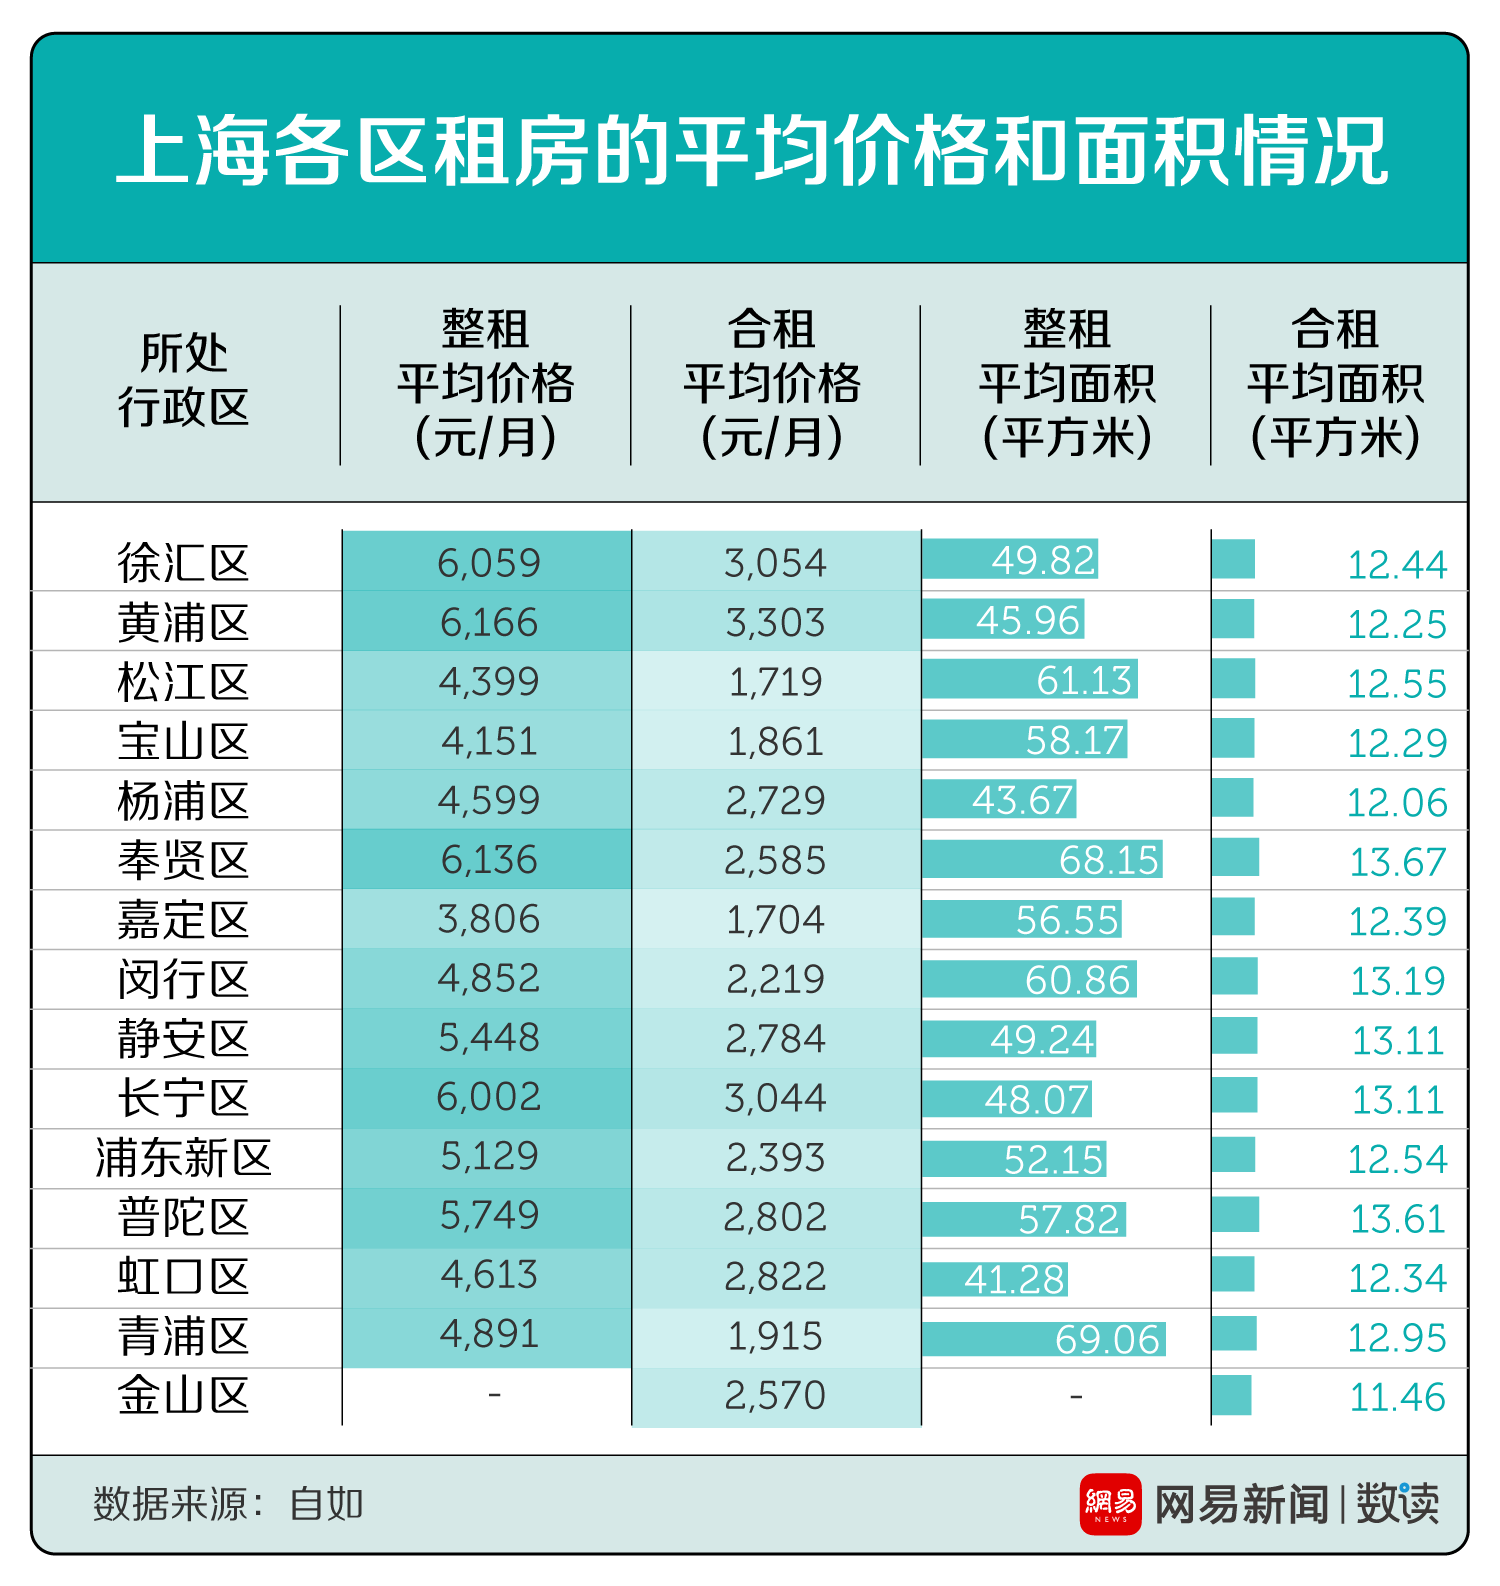 上海各区租房的平均价格和面积情况
所处行政区 整租平均价格(元/月) 合租平均价格(元/月) 整租平均面积(平方米) 合租平均面积(平方米)
徐汇区 6,059 3,054 49.82 12.44
黄浦区 6,166 3,303 45.96 12.25
松江区 4,399 1,719 61.13 12.55
宝山区 4,151 1,861 58.17 12.29
杨浦区 4,599 2,729 43.67 12.06
奉贤区 6,136 2,585 68.15 13.67
嘉定区 3,806 1,704 56.55 12.39
闵行区 4,852 2,219 60.86 13.19
静安区 5,448 2,784 49.24 13.11
长宁区 6,002 3,044 48.07 13.11
浦东新区 5,129 2,393 52.15 12.54
普陀区 5,749 2,802 57.82 13.61
虹口区 4,613 2,822 41.28 12.34
青浦区 4,891 1,915 69.06 12.95
金山区 - 2,570 - 11.46
数据来源：自如
網易 NEWS 网易新闻|数读